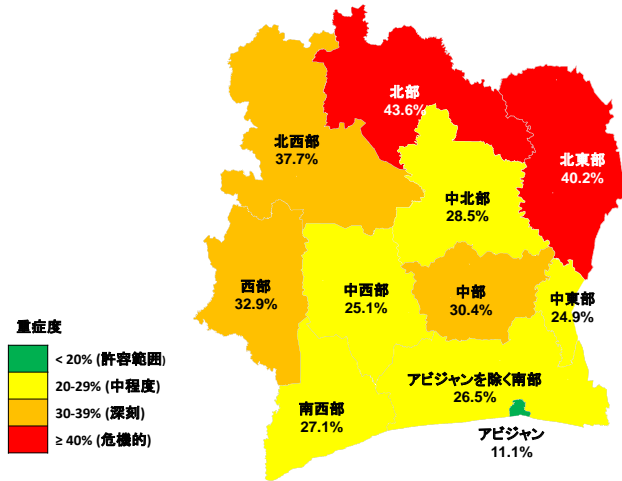 北部
43.6%
北西部
37.7%
北東部
40.2%
中北部
28.5%
西部
32.9%
中西部
25.1%
中部
30.4%
中東部
24.9%
アビジャンを除く南部
26.5%
南西部
27.1%
アビジャン
11.1%
重症度
< 20% (許容範囲)
20-29% (中程度)
30-39% (深刻)
≥ 40% (危機的)